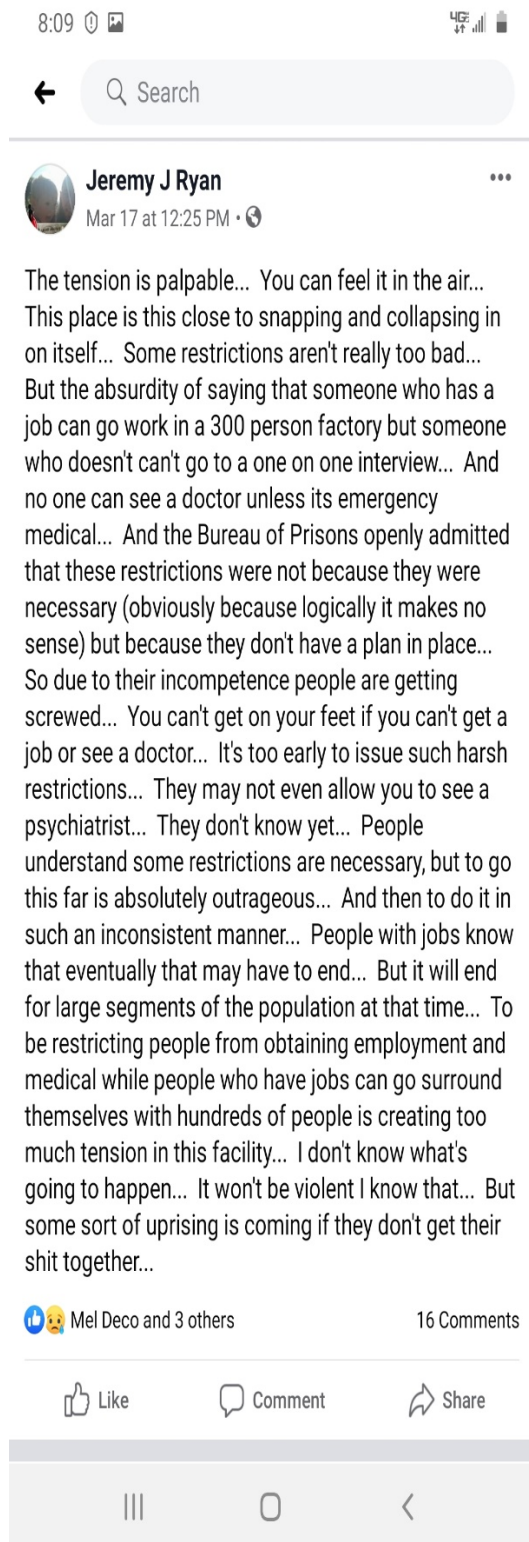 8:09
4G
Search
Jeremy J Ryan
Mar 17 at 12:25 PM •
The tension is palpable... You can feel it in the air...
This place is this close to snapping and collapsing in
on itself... Some restrictions aren't really too bad...
But the absurdity of saying that someone who has a
job can go work in a 300 person factory but someone
who doesn't can't go to a one on one interview... And
no one can see a doctor unless its emergency
medical... And the Bureau of Prisons openly admitted
that these restrictions were not because they were
necessary (obviously because logically it makes no
sense) but because they don't have a plan in place...
So due to their incompetence people are getting
screwed... You can't get on your feet if you can't get a
job or see a doctor... It's too early to issue such harsh
restrictions... They may not even allow you to see a
psychiatrist... They don't know yet... People
understand some restrictions are necessary, but to go
this far is absolutely outrageous... And then to do it in
such an inconsistent manner... People with jobs know
that eventually that may have to end... But it will end
for large segments of the population at that time... To
be restricting people from obtaining employment and
medical while people who have jobs can go surround
themselves with hundreds of people is creating too
much tension in this facility... I don't know what's
going to happen... It won't be violent I know that... But
some sort of uprising is coming if they don't get their
shit together...
Mel Deco and 3 others 16 Comments
Like Comment Share